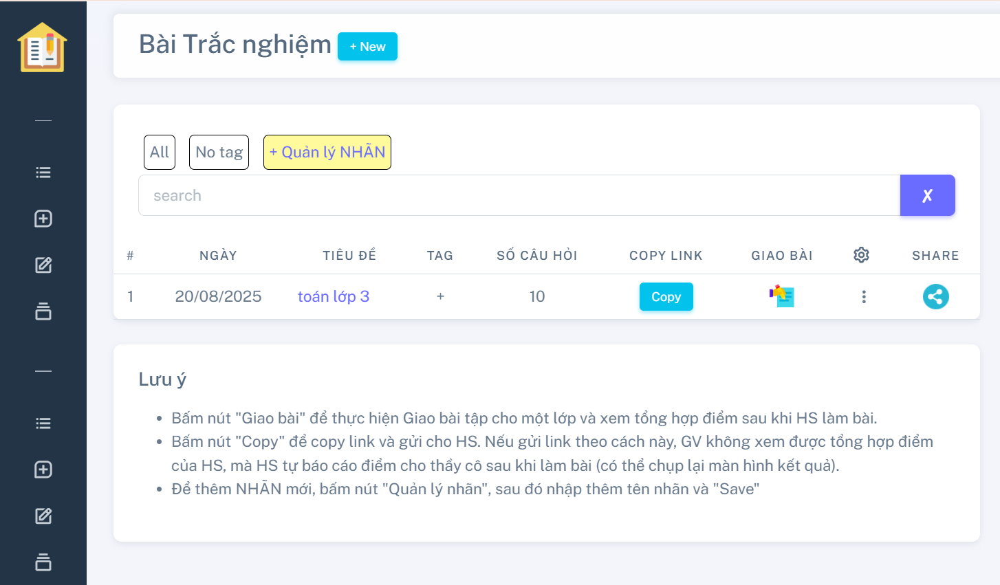 Bài Trắc nghiệm + New
All No tag + Quản lý NHÃN
search X
# NGÀY TIÊU ĐỀ TAG SỐ CÂU HỎI COPY LINK GIAO BÀI SHARE
1 20/08/2025 toán lớp 3 + 10 Copy
Lưu ý
• Bấm nút "Giao bài" để thực hiện Giao bài tập cho một lớp và xem tổng hợp điểm sau khi HS làm bài.
• Bấm nút "Copy" để copy link và gửi cho HS. Nếu gửi link theo cách này, GV không xem được tổng hợp điểm
của HS, mà HS tự báo cáo điểm cho thầy cô sau khi làm bài (có thể chụp lại màn hình kết quả).
• Để thêm NHÃN mới, bấm nút "Quản lý nhãn", sau đó nhập thêm tên nhãn và "Save"